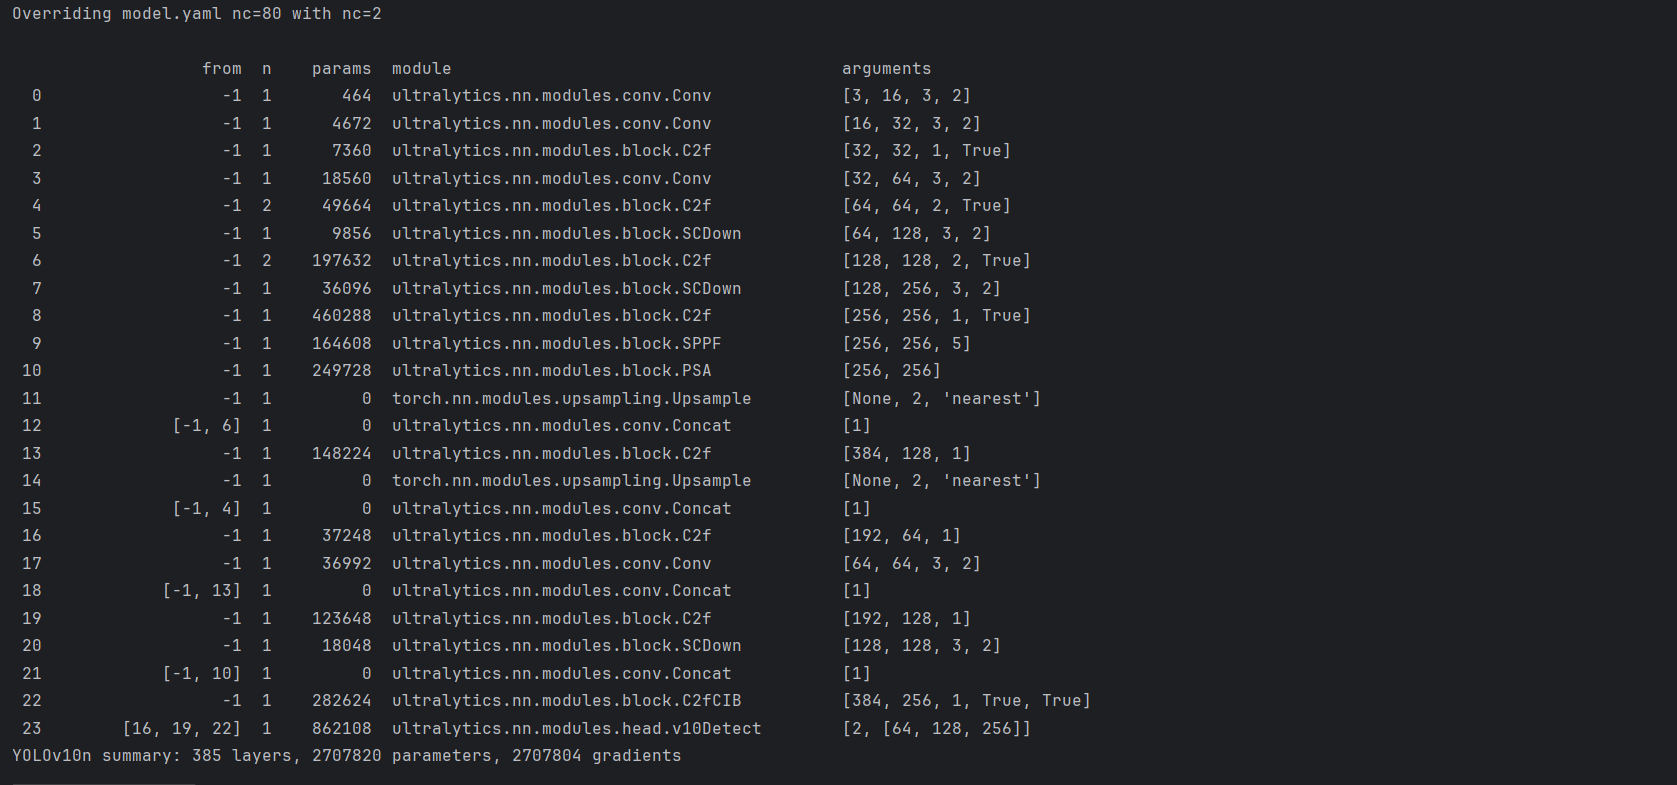 Overriding model.yaml nc=80 with nc=2
from n params module arguments
0 -1 1 464 ultralytics.nn.modules.conv.Conv [3, 16, 3, 2]
1 -1 1 4672 ultralytics.nn.modules.conv.Conv [16, 32, 3, 2]
2 -1 1 7360 ultralytics.nn.modules.block.C2f [32, 32, 1, True]
3 -1 1 18560 ultralytics.nn.modules.conv.Conv [32, 64, 3, 2]
4 -1 2 49664 ultralytics.nn.modules.block.C2f [64, 64, 2, True]
5 -1 1 9856 ultralytics.nn.modules.block.SCDown [64, 128, 3, 2]
6 -1 2 197632 ultralytics.nn.modules.block.C2f [128, 128, 2, True]
7 -1 1 36096 ultralytics.nn.modules.block.SCDown [128, 256, 3, 2]
8 -1 1 460288 ultralytics.nn.modules.block.C2f [256, 256, 1, True]
9 -1 1 164608 ultralytics.nn.modules.block.SPPF [256, 256, 5]
10 -1 1 249728 ultralytics.nn.modules.block.PSA [256, 256]
11 -1 1 0 torch.nn.modules.upsampling.Upsample [None, 2, 'nearest']
12 [-1, 6] 1 0 ultralytics.nn.modules.conv.Concat [1]
13 -1 1 148224 ultralytics.nn.modules.block.C2f [384, 128, 1]
14 -1 1 0 torch.nn.modules.upsampling.Upsample [None, 2, 'nearest']
15 [-1, 4] 1 0 ultralytics.nn.modules.conv.Concat [1]
16 -1 1 37248 ultralytics.nn.modules.block.C2f [192, 64, 1]
17 -1 1 36992 ultralytics.nn.modules.conv.Conv [64, 64, 3, 2]
18 [-1, 13] 1 0 ultralytics.nn.modules.conv.Concat [1]
19 -1 1 123648 ultralytics.nn.modules.block.C2f [192, 128, 1]
20 -1 1 18048 ultralytics.nn.modules.block.SCDown [128, 128, 3, 2]
21 [-1, 10] 1 0 ultralytics.nn.modules.conv.Concat [1]
22 -1 1 282624 ultralytics.nn.modules.block.C2fCIB [384, 256, 1, True, True]
23 [16, 19, 22] 1 862108 ultralytics.nn.modules.head.v10Detect [2, [64, 128, 256]]
YOLOv10n summary: 385 layers, 2707820 parameters, 2707804 gradients